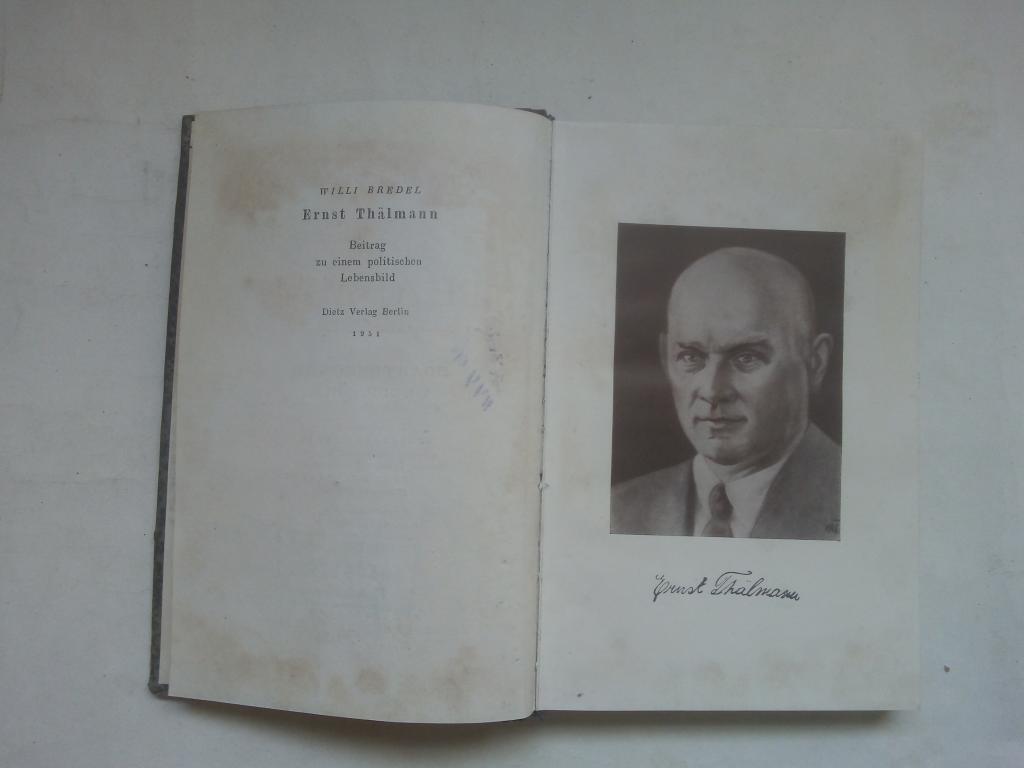 WILLI BREDEL
Ernst Thälmann
Beitrag
zu einem politischen
Lebensbild
Dietz Verlag Berlin
1951
Ernst Thälmann